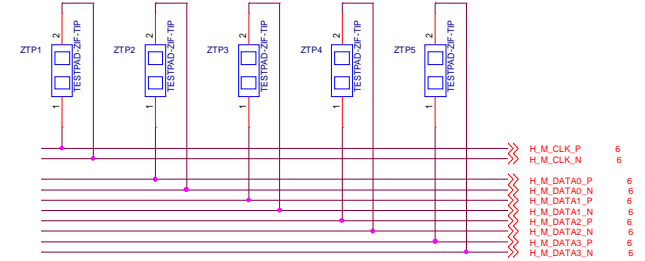 2 2 2 2 2
ZTP1 TESTPAD-ZIF-TIP ZTP2 TESTPAD-ZIF-TIP ZTP3 TESTPAD-ZIF-TIP ZTP4 TESTPAD-ZIF-TIP ZTP5 TESTPAD-ZIF-TIP
1 1 1 1 1
H_M_CLK_P 6
H_M_CLK_N 6
H_M_DATA0_P 6
H_M_DATA0_N 6
H_M_DATA1_P 6
H_M_DATA1_N 6
H_M_DATA2_P 6
H_M_DATA2_N 6
H_M_DATA3_P 6
H_M_DATA3_N 6